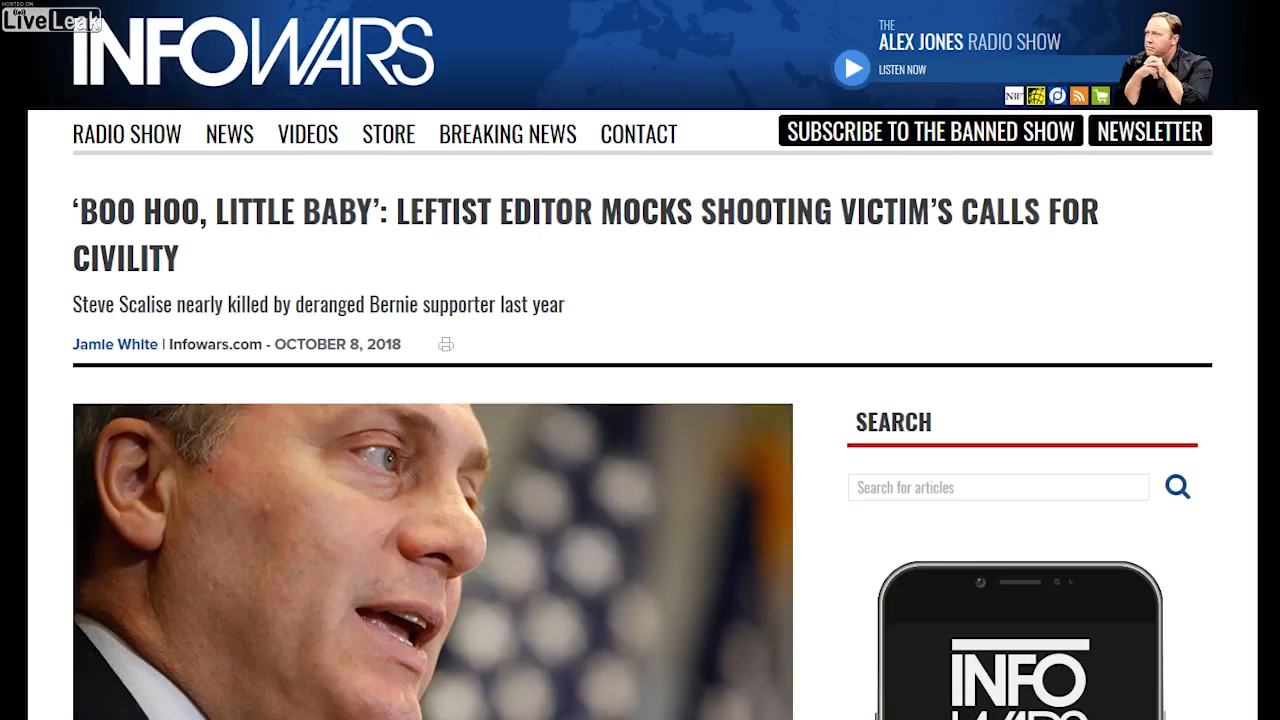 HOSTED ON
LiveLeak
INFOWARS
THE
ALEX JONES RADIO SHOW
LISTEN NOW
RADIO SHOW NEWS VIDEOS STORE BREAKING NEWS CONTACT
SUBSCRIBE TO THE BANNED SHOW NEWSLETTER
‘BOO HOO, LITTLE BABY’: LEFTIST EDITOR MOCKS SHOOTING VICTIM’S CALLS FOR
CIVILITY
Steve Scalise nearly killed by deranged Bernie supporter last year
Jamie White | Infowars.com - OCTOBER 8, 2018
SEARCH
Search for articles
INFO
WARS